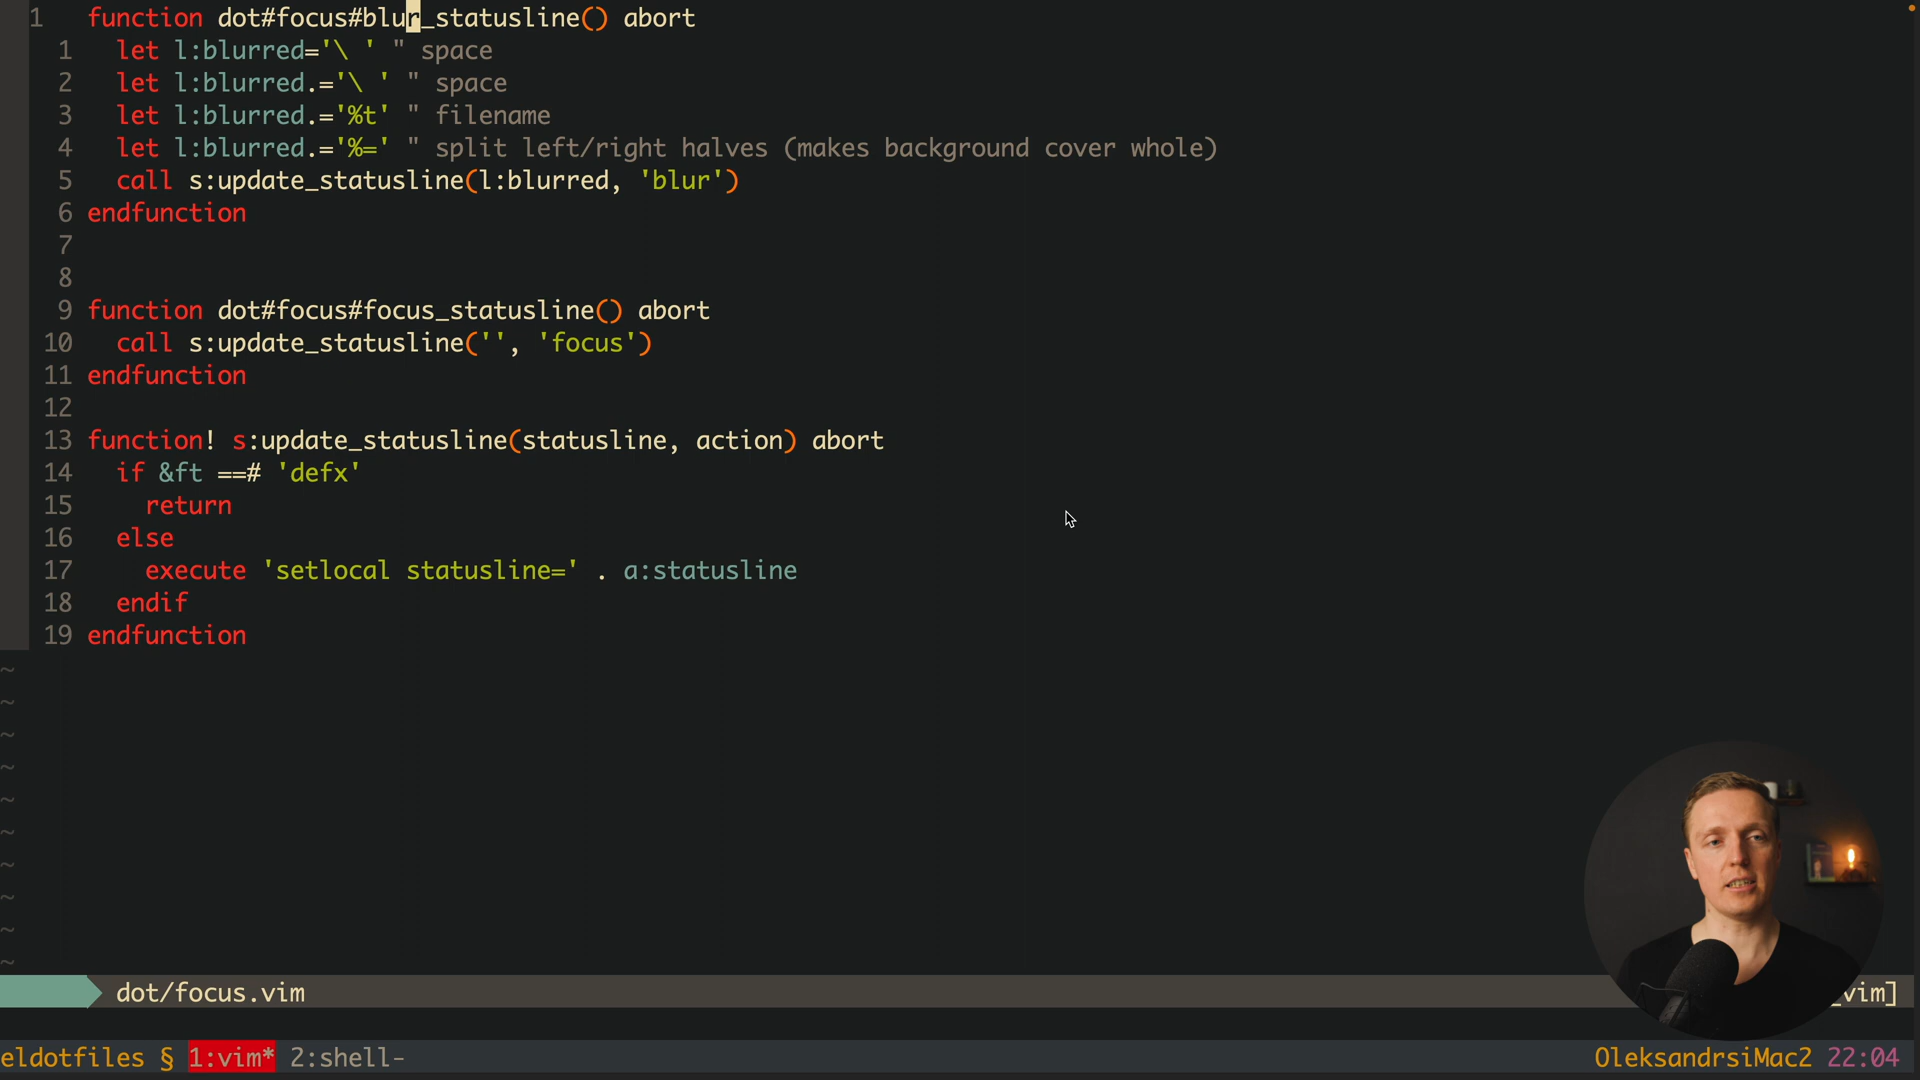 1   function dot#focus#blur_statusline() abort
1   let l:blurred='\ ' " space
2   let l:blurred.='\ ' " space
3   let l:blurred.='%t' " filename
4   let l:blurred.='%=' " split left/right halves (makes background cover whole)
5   call s:update_statusline(l:blurred, 'blur')
6 endfunction
7
8
9 function dot#focus#focus_statusline() abort
10   call s:update_statusline('', 'focus')
11 endfunction
12
13 function! s:update_statusline(statusline, action) abort
14   if &ft ==# 'defx'
15     return
16   else
17     execute 'setlocal statusline=' . a:statusline
18   endif
19 endfunction
~
~
~
~
~
~
~
~
~
~
dot/focus.vim vim]
eldotfiles § 1:vim* 2:shell- OleksandrsiMac2 22:04